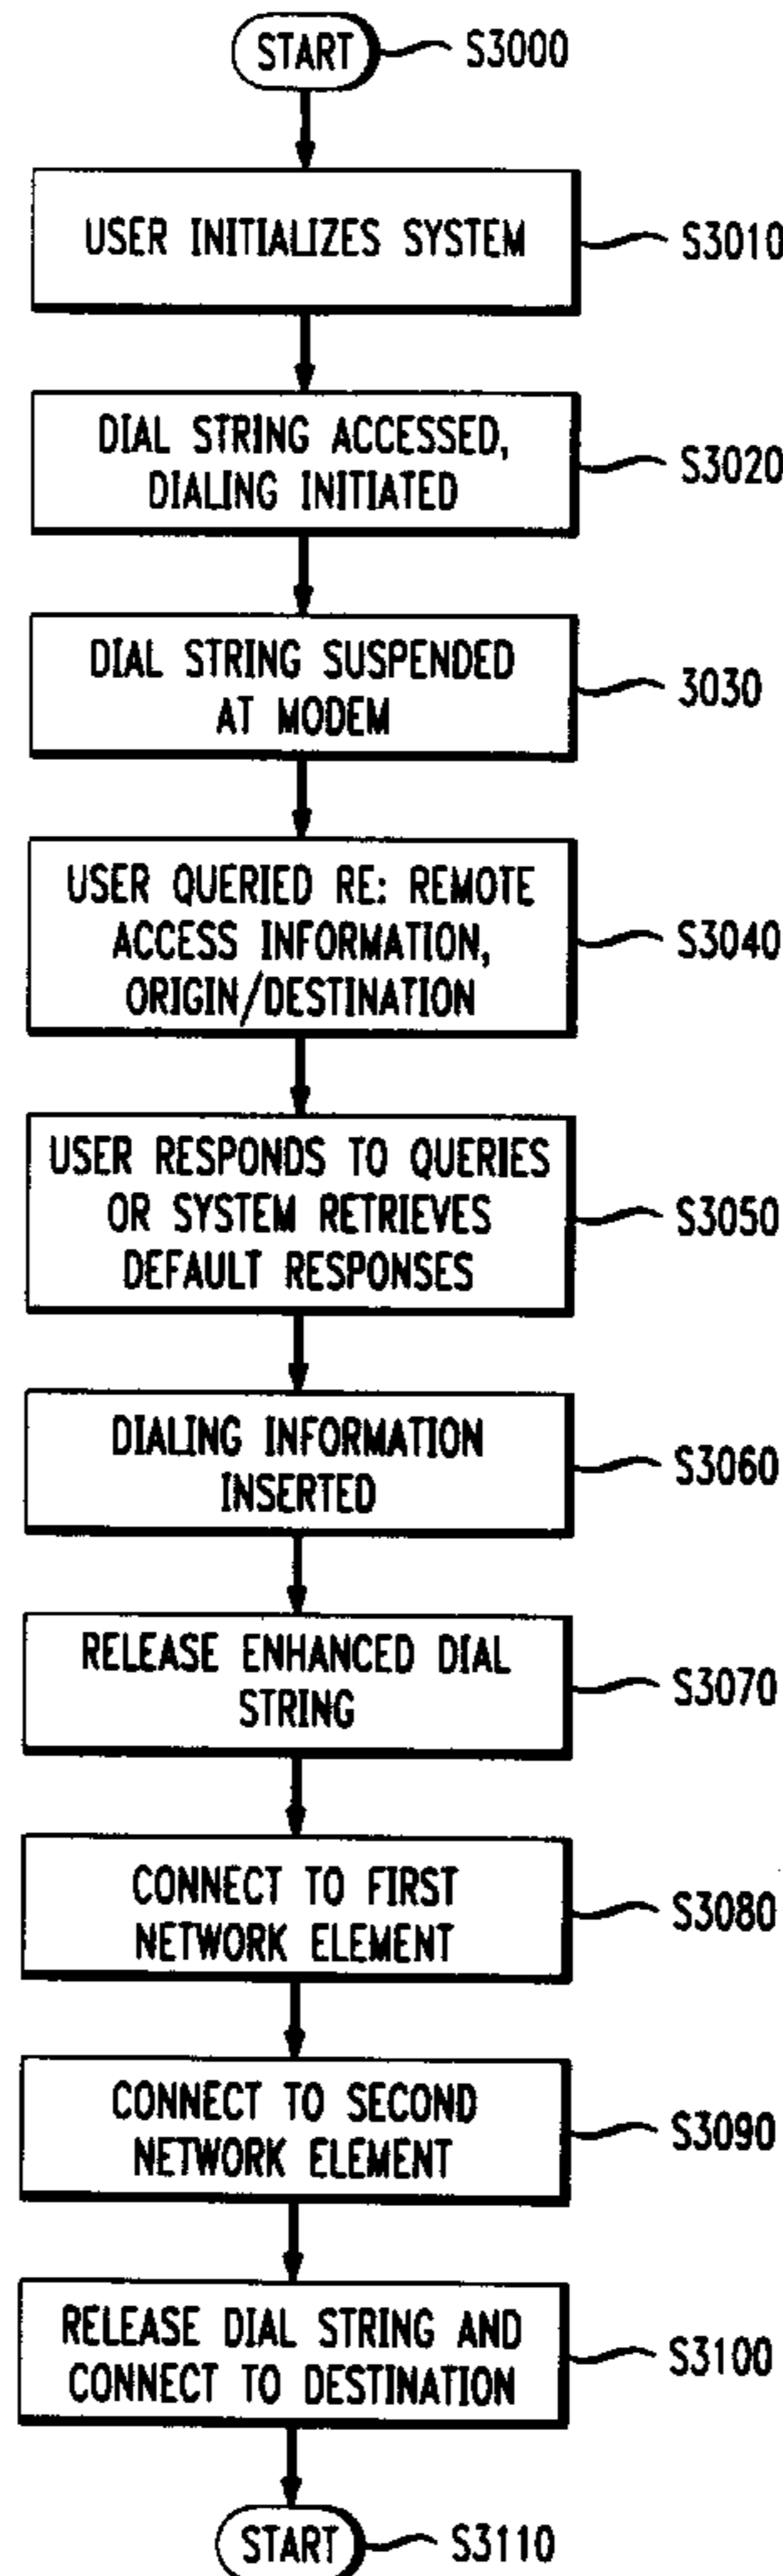 START S3000
USER INITIALIZES SYSTEM S3010
DIAL STRING ACCESSED,
DIALING INITIATED S3020
DIAL STRING SUSPENDED
AT MODEM 3030
USER QUERIED RE: REMOTE
ACCESS INFORMATION, S3040
ORIGIN/DESTINATION
USER RESPONDS TO QUERIES
OR SYSTEM RETRIEVES S3050
DEFAULT RESPONSES
DIALING INFORMATION
INSERTED S3060
RELEASE ENHANCED DIAL
STRING S3070
CONNECT TO FIRST
NETWORK ELEMENT S3080
CONNECT TO SECOND
NETWORK ELEMENT S3090
RELEASE DIAL STRING AND
CONNECT TO DESTINATION S3100
START S3110